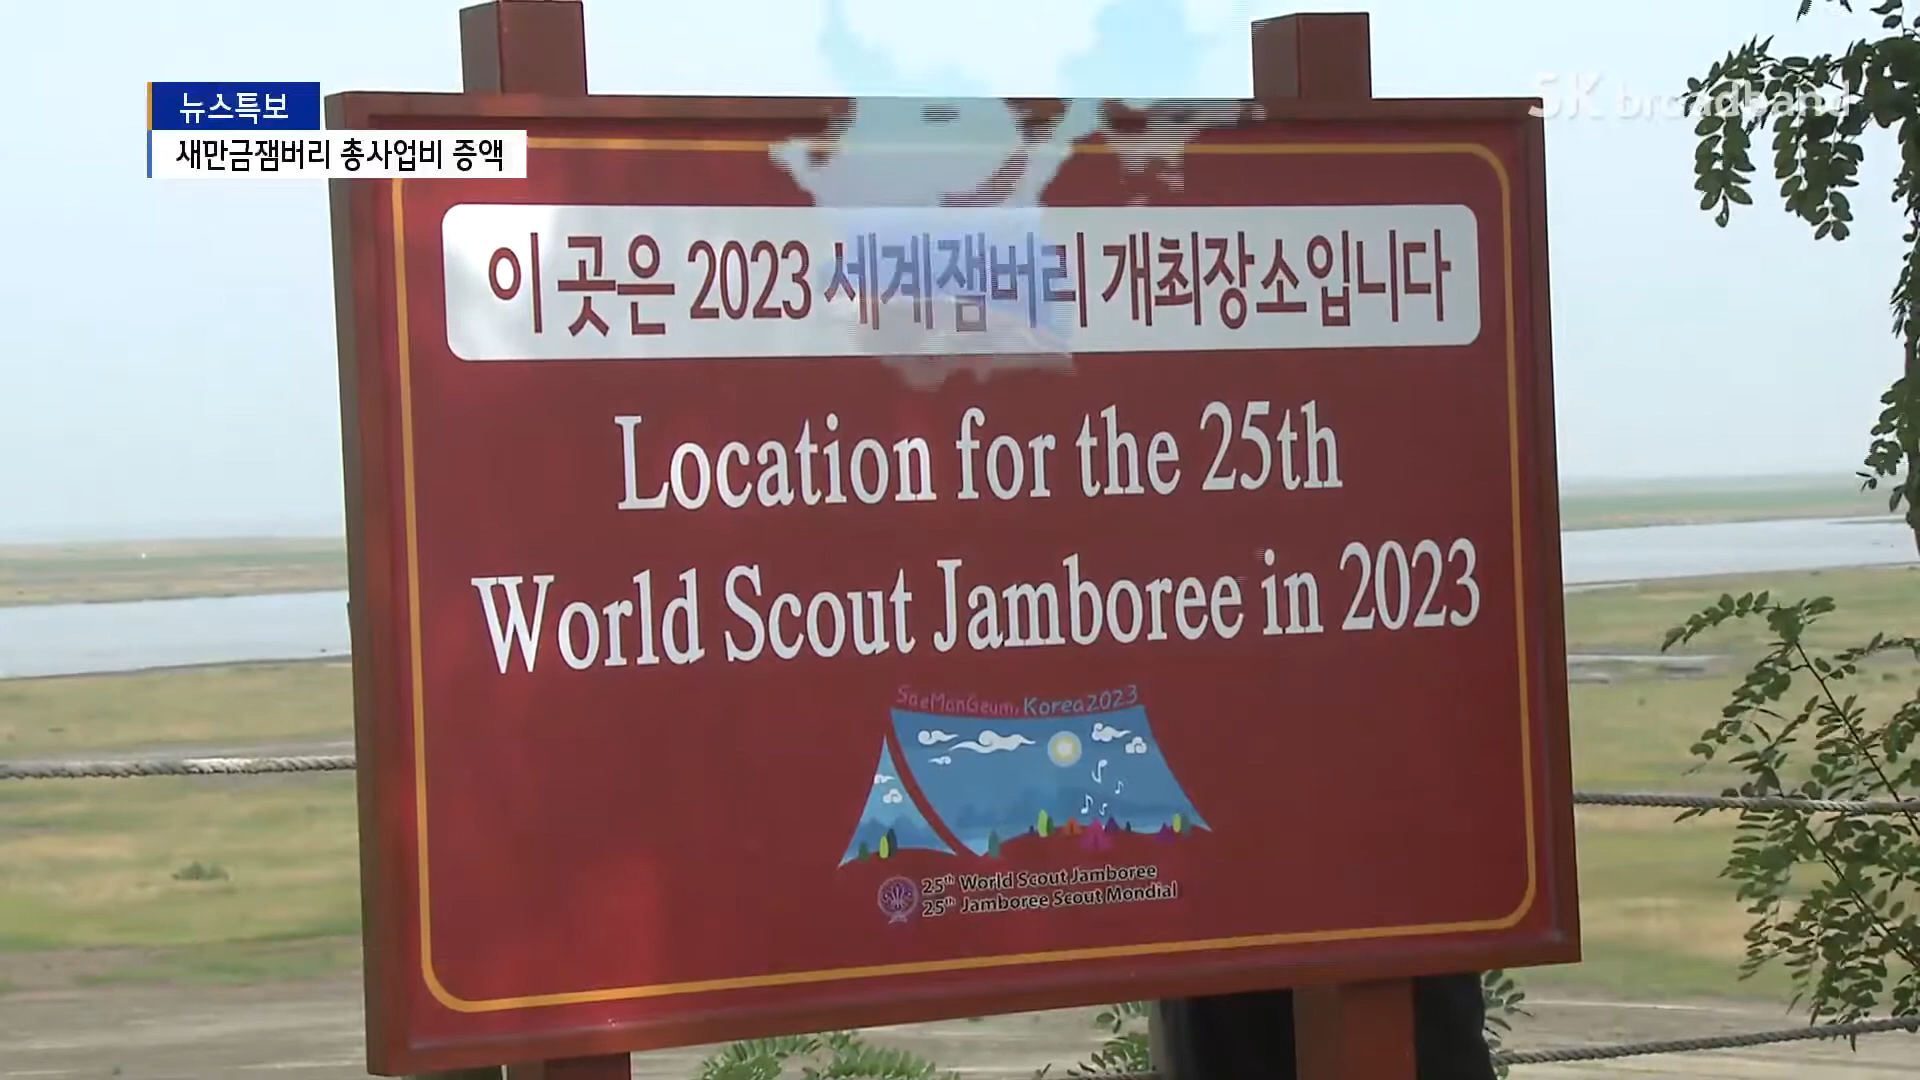 뉴스특보
새만금잼버리 총사업비 증액
SK broadband
이 곳은 2023 세계잼버리 개최장소입니다
Location for the 25th
World Scout Jamboree in 2023
SaeManGeum, Korea 2023
25th World Scout Jamboree
25th Jamboree Scout Mondial